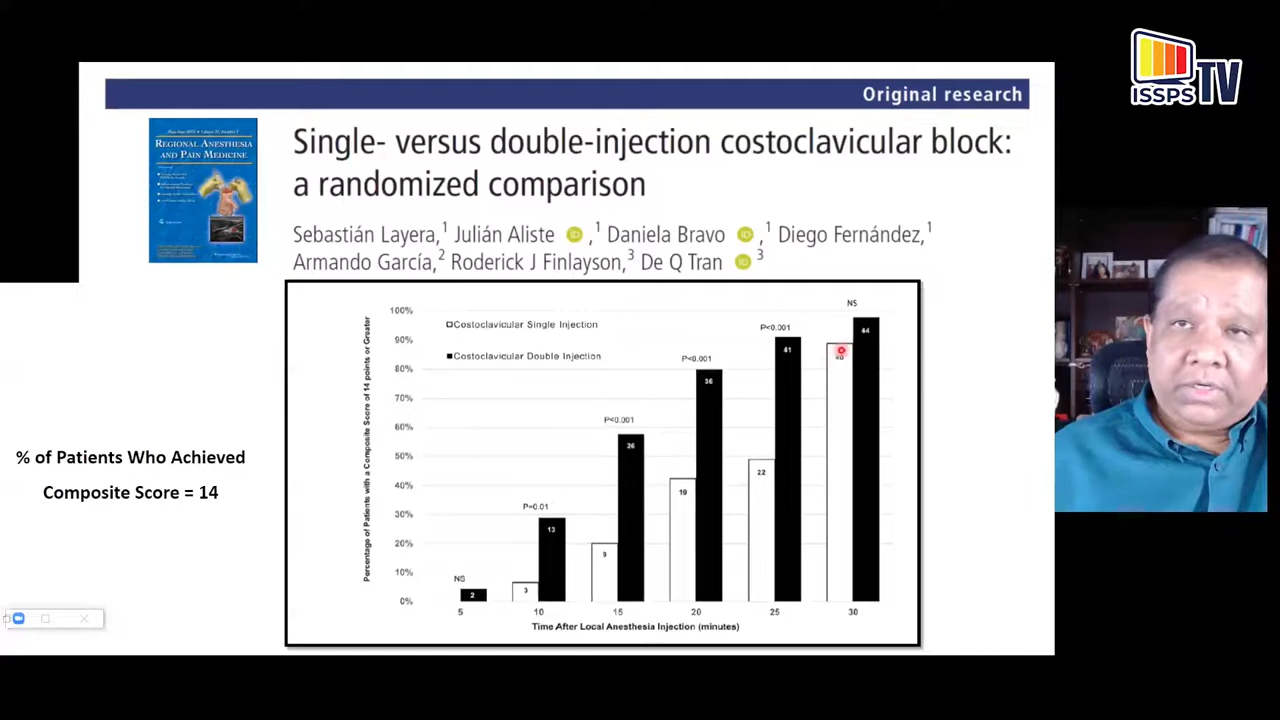 ISSPS TV
Original research
REGIONAL ANESTHESIA
AND PAIN MEDICINE
Single- versus double-injection costoclavicular block:
a randomized comparison
Sebastián Layera,1 Julián Aliste iD ,1 Daniela Bravo iD ,1 Diego Fernández,1
Armando García,2 Roderick J Finlayson,3 De Q Tran iD 3
% of Patients Who Achieved
Composite Score = 14
Percentage of Patients with a Composite Score of 14 points or Greater
100%
90%
80%
70%
60%
50%
40%
30%
20%
10%
0%
Costoclavicular Single Injection
Costoclavicular Double Injection
NS
2
P=0.01
3
13
P<0.001
9
26
P<0.001
19
36
P<0.001
22
41
NS
40
44
5
10
15
20
25
30
Time After Local Anesthesia Injection (minutes)